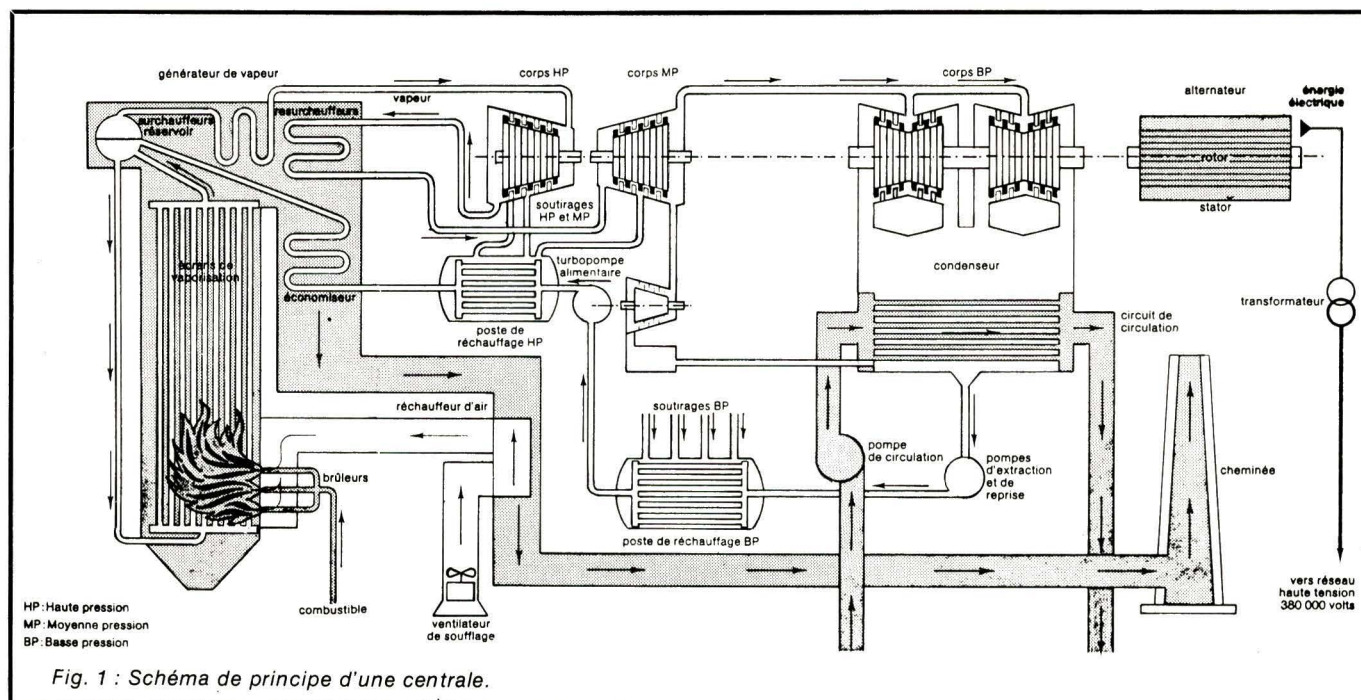 générateur de vapeur
corps HP
corps MP
corps BP
alternateur
énergie
électrique
vapeur
surchauffeurs
réservoir
resurchauffeurs
rotor
stator
soutirages
HP et MP
écrans de
vaporisation
économiseur
turbopompe
alimentaire
condenseur
poste de
réchauffage HP
transformateur
circuit de
circulation
réchauffeur d'air
soutirages BP
pompe
de circulation
pompes
d'extraction
et de
reprise
cheminée
brûleurs
poste de réchauffage BP
combustible
ventilateur
de soufflage
vers réseau
haute tension
380 000 volts
HP : Haute pression
MP : Moyenne pression
BP : Basse pression
Fig. 1 : Schéma de principe d'une centrale.